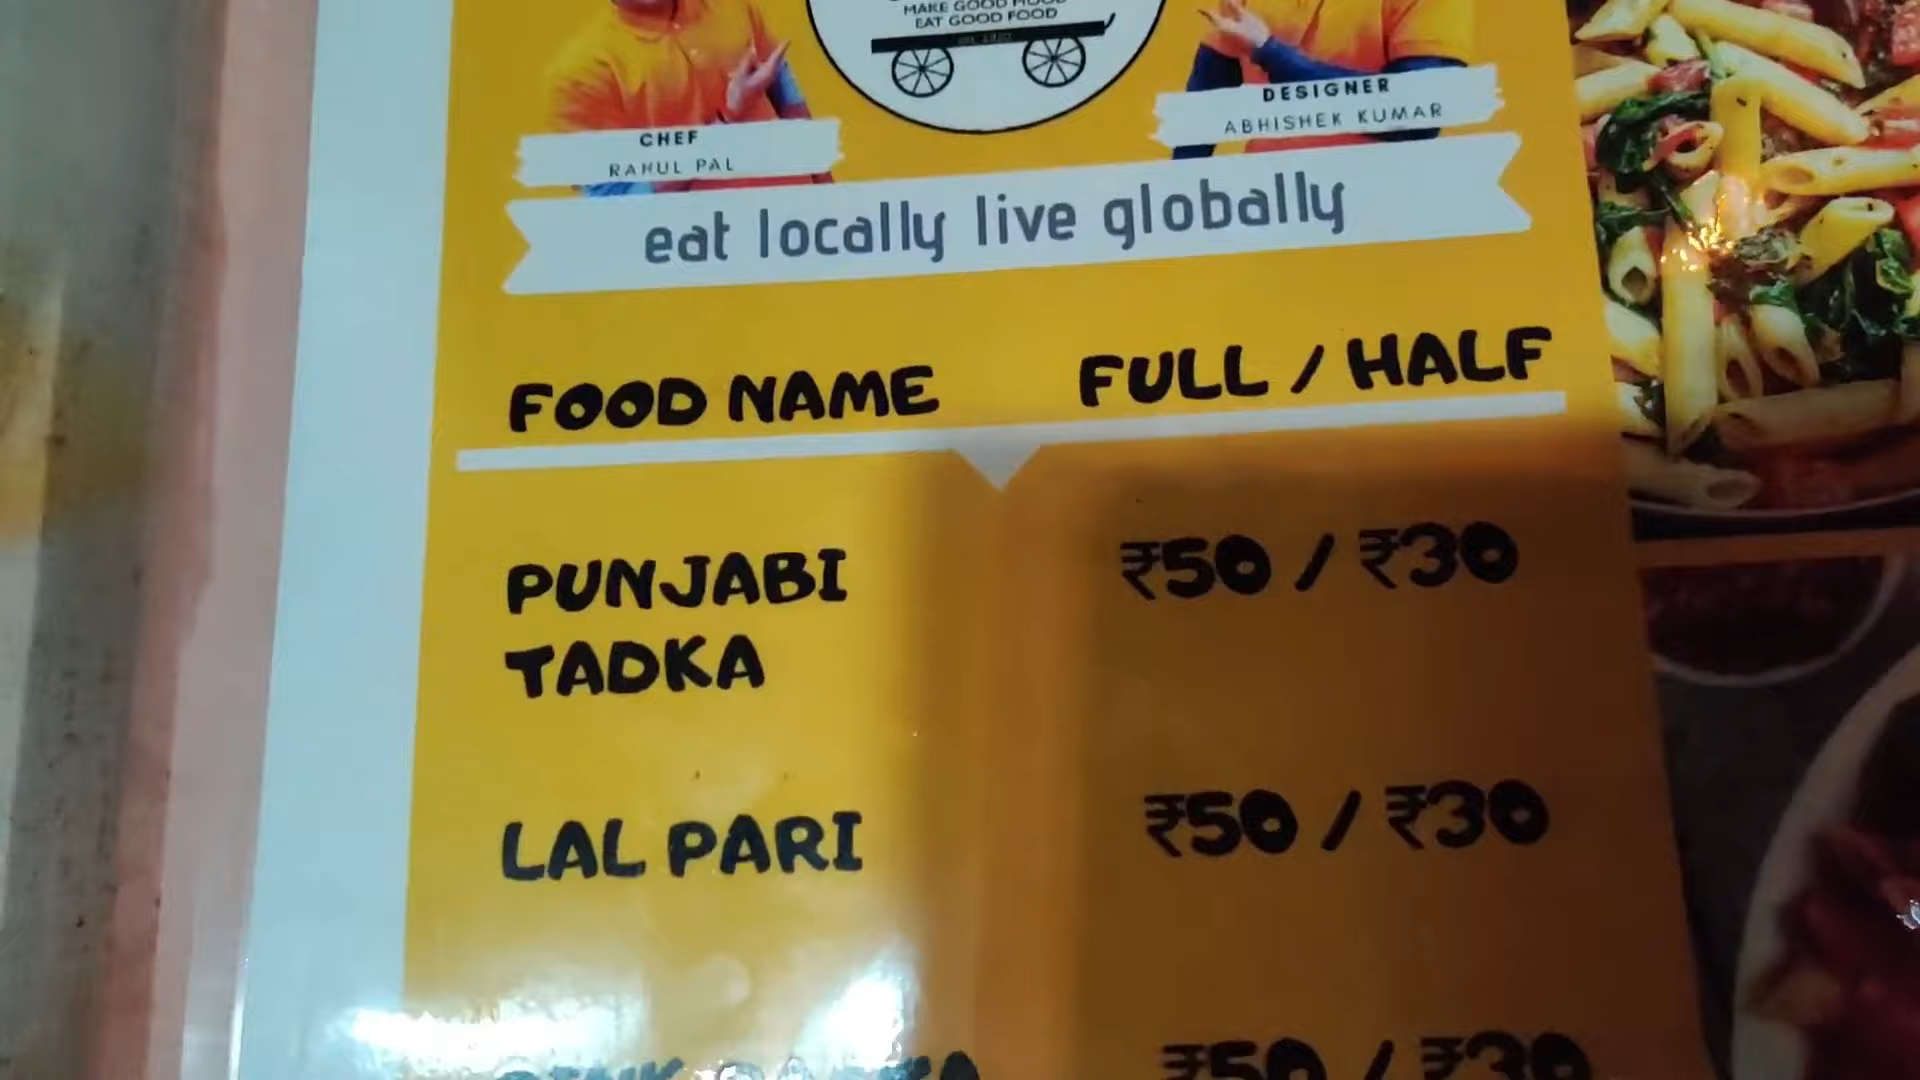 MAKE GOOD MOOD
EAT GOOD FOOD
CHEF
RAHUL PAL
DESIGNER
ABHISHEK KUMAR
eat locally live globally
FOOD NAME FULL / HALF
PUNJABI ₹50 / ₹30
TADKA
LAL PARI ₹50 / ₹30
₹50 / ₹30